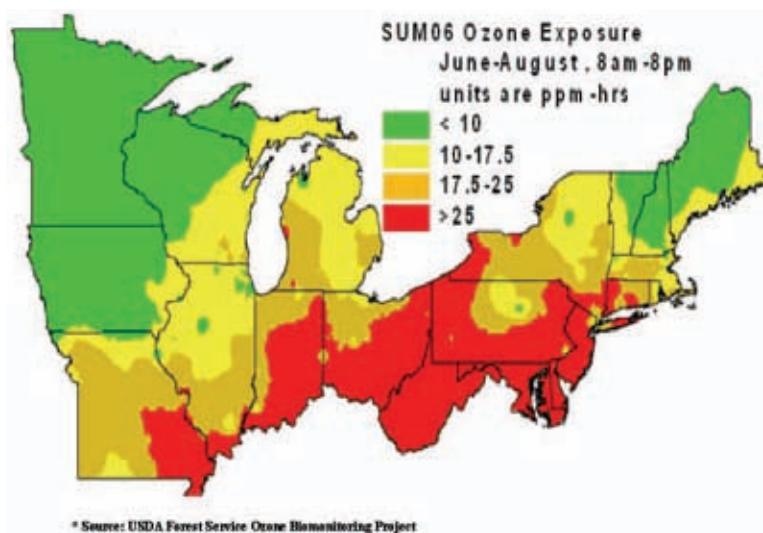 SUM06 Ozone Exposure
June-August, 8am-8pm
units are ppm-hrs
< 10
10-17.5
17.5-25
>25
* Source: USDA Forest Service Ozone Biomonitoring Project